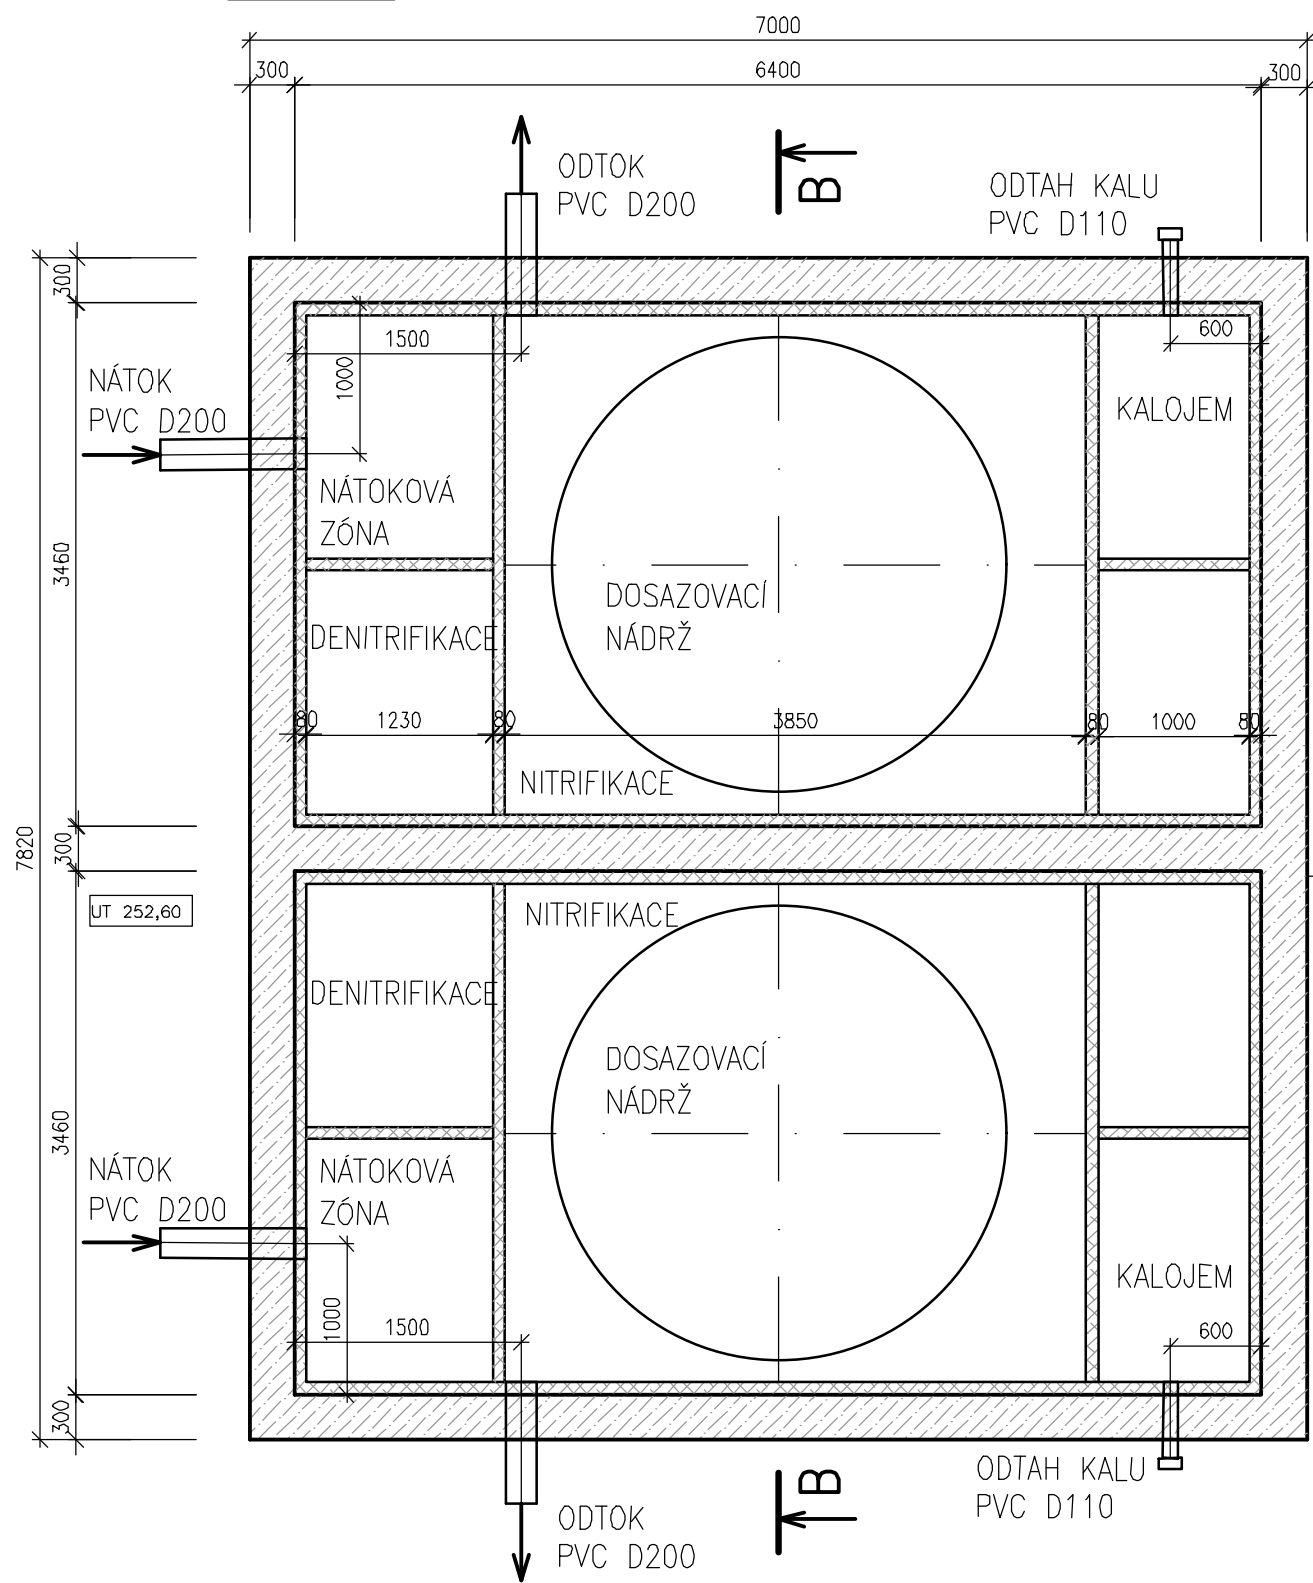 7000
300
6400
300
ODTOK
PVC D200
B
ODTAH KALU
PVC D110
300
1500
600
1000
NÁTOK
PVC D200
KALOJEM
NÁTOKOVÁ
ZÓNA
3460
DOSAZOVACÍ
NÁDRŽ
DENITRIFIKACE
80
1230
80
3850
80
1000
80
NITRIFIKACE
7820
300
UT 252,60
NITRIFIKACE
DENITRIFIKACE
DOSAZOVACÍ
NÁDRŽ
3460
NÁTOK
PVC D200
NÁTOKOVÁ
ZÓNA
KALOJEM
1000
1500
600
300
ODTAH KALU
PVC D110
B
ODTOK
PVC D200